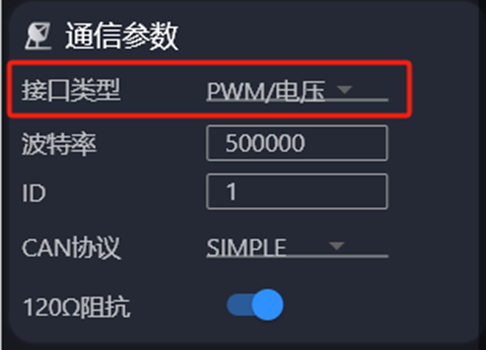 通信参数
接口类型 PWM/电压
波特率 500000
ID 1
CAN协议 SIMPLE
120Ω阻抗